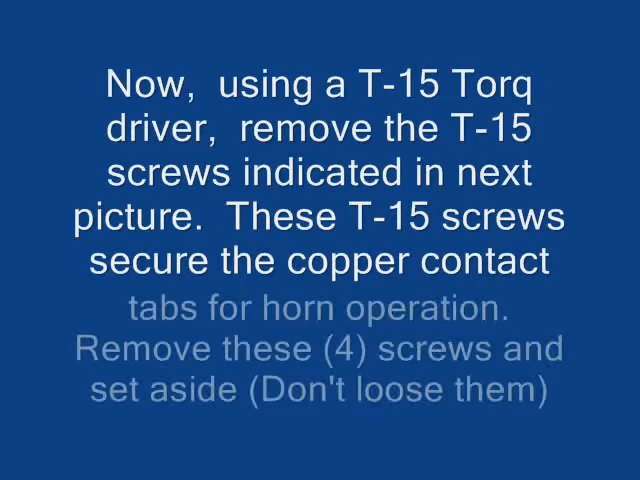 Now,  using a T-15 Torq
driver,  remove the T-15
screws indicated in next
picture.  These T-15 screws
secure the copper contact
tabs for horn operation.
Remove these (4) screws and
set aside (Don't loose them)